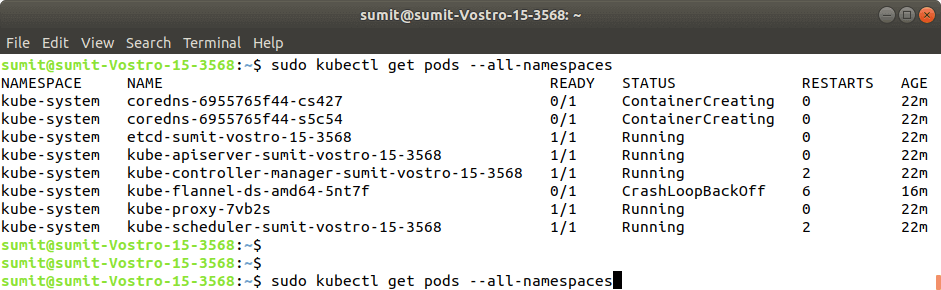 sumit@sumit-Vostro-15-3568: ~
File Edit View Search Terminal Help
sumit@sumit-Vostro-15-3568:~$ sudo kubectl get pods --all-namespaces
NAMESPACE NAME READY STATUS RESTARTS AGE
kube-system coredns-6955765f44-cs427 0/1 ContainerCreating 0 22m
kube-system coredns-6955765f44-s5c54 0/1 ContainerCreating 0 22m
kube-system etcd-sumit-vostro-15-3568 1/1 Running 0 22m
kube-system kube-apiserver-sumit-vostro-15-3568 1/1 Running 0 22m
kube-system kube-controller-manager-sumit-vostro-15-3568 1/1 Running 2 22m
kube-system kube-flannel-ds-amd64-5nt7f 0/1 CrashLoopBackOff 6 16m
kube-system kube-proxy-7vb2s 1/1 Running 0 22m
kube-system kube-scheduler-sumit-vostro-15-3568 1/1 Running 2 22m
sumit@sumit-Vostro-15-3568:~$
sumit@sumit-Vostro-15-3568:~$
sumit@sumit-Vostro-15-3568:~$ sudo kubectl get pods --all-namespaces